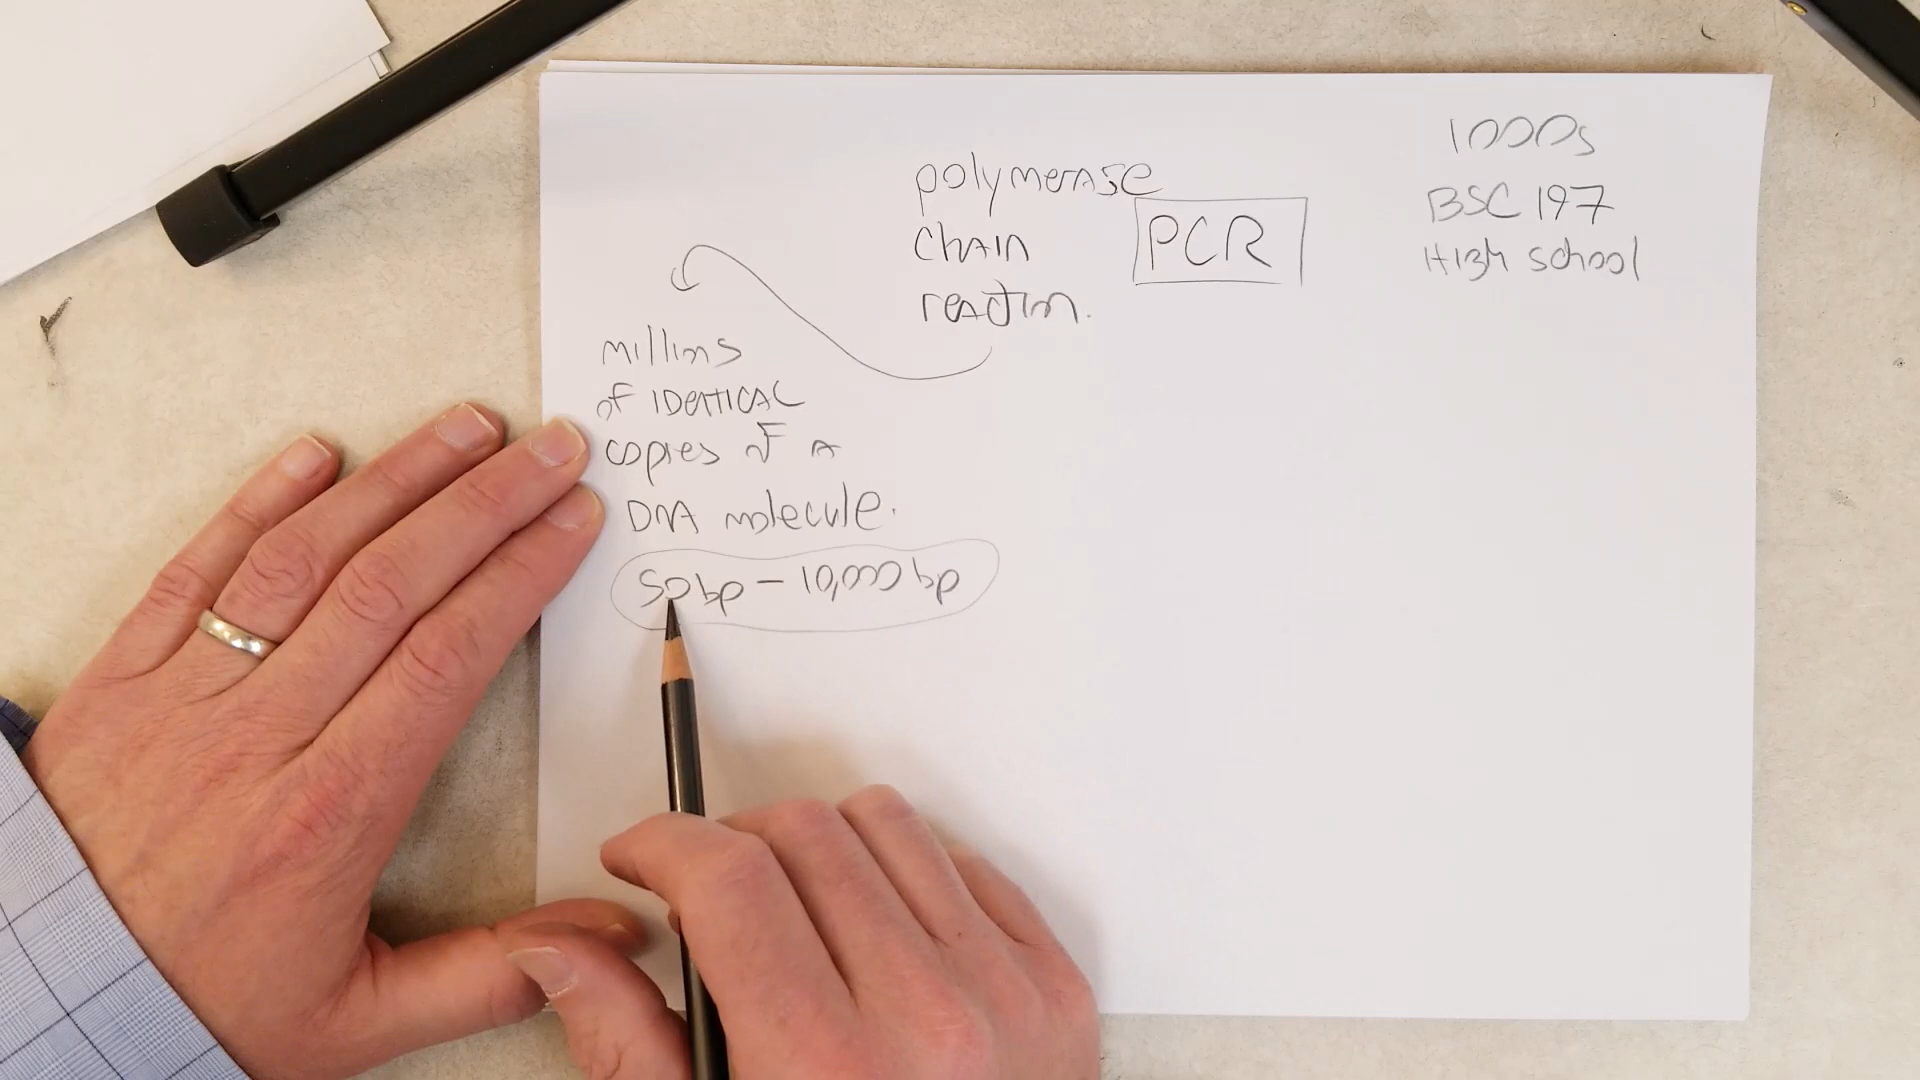 polymerase
chain
reaction.
PCR
1000s
BSC 197
High school
millions
of identical
copies of a
DNA molecule.
50bp - 10,000 bp